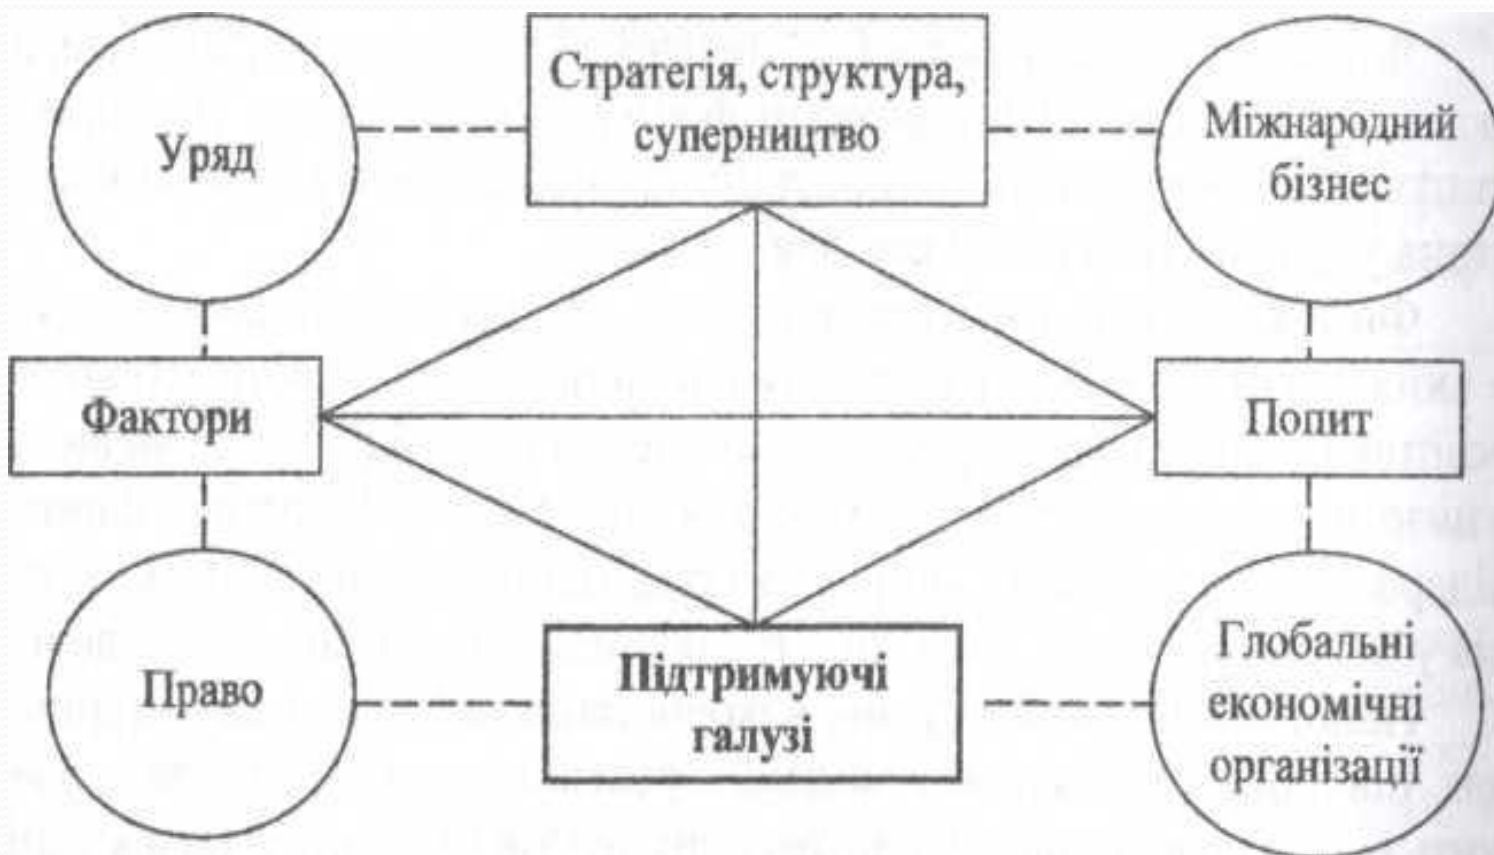 Стратегія, структура,
суперництво
Уряд
Міжнародний
бізнес
Фактори
Попит
Право
Підтримуючі
галузі
Глобальні
економічні
організації